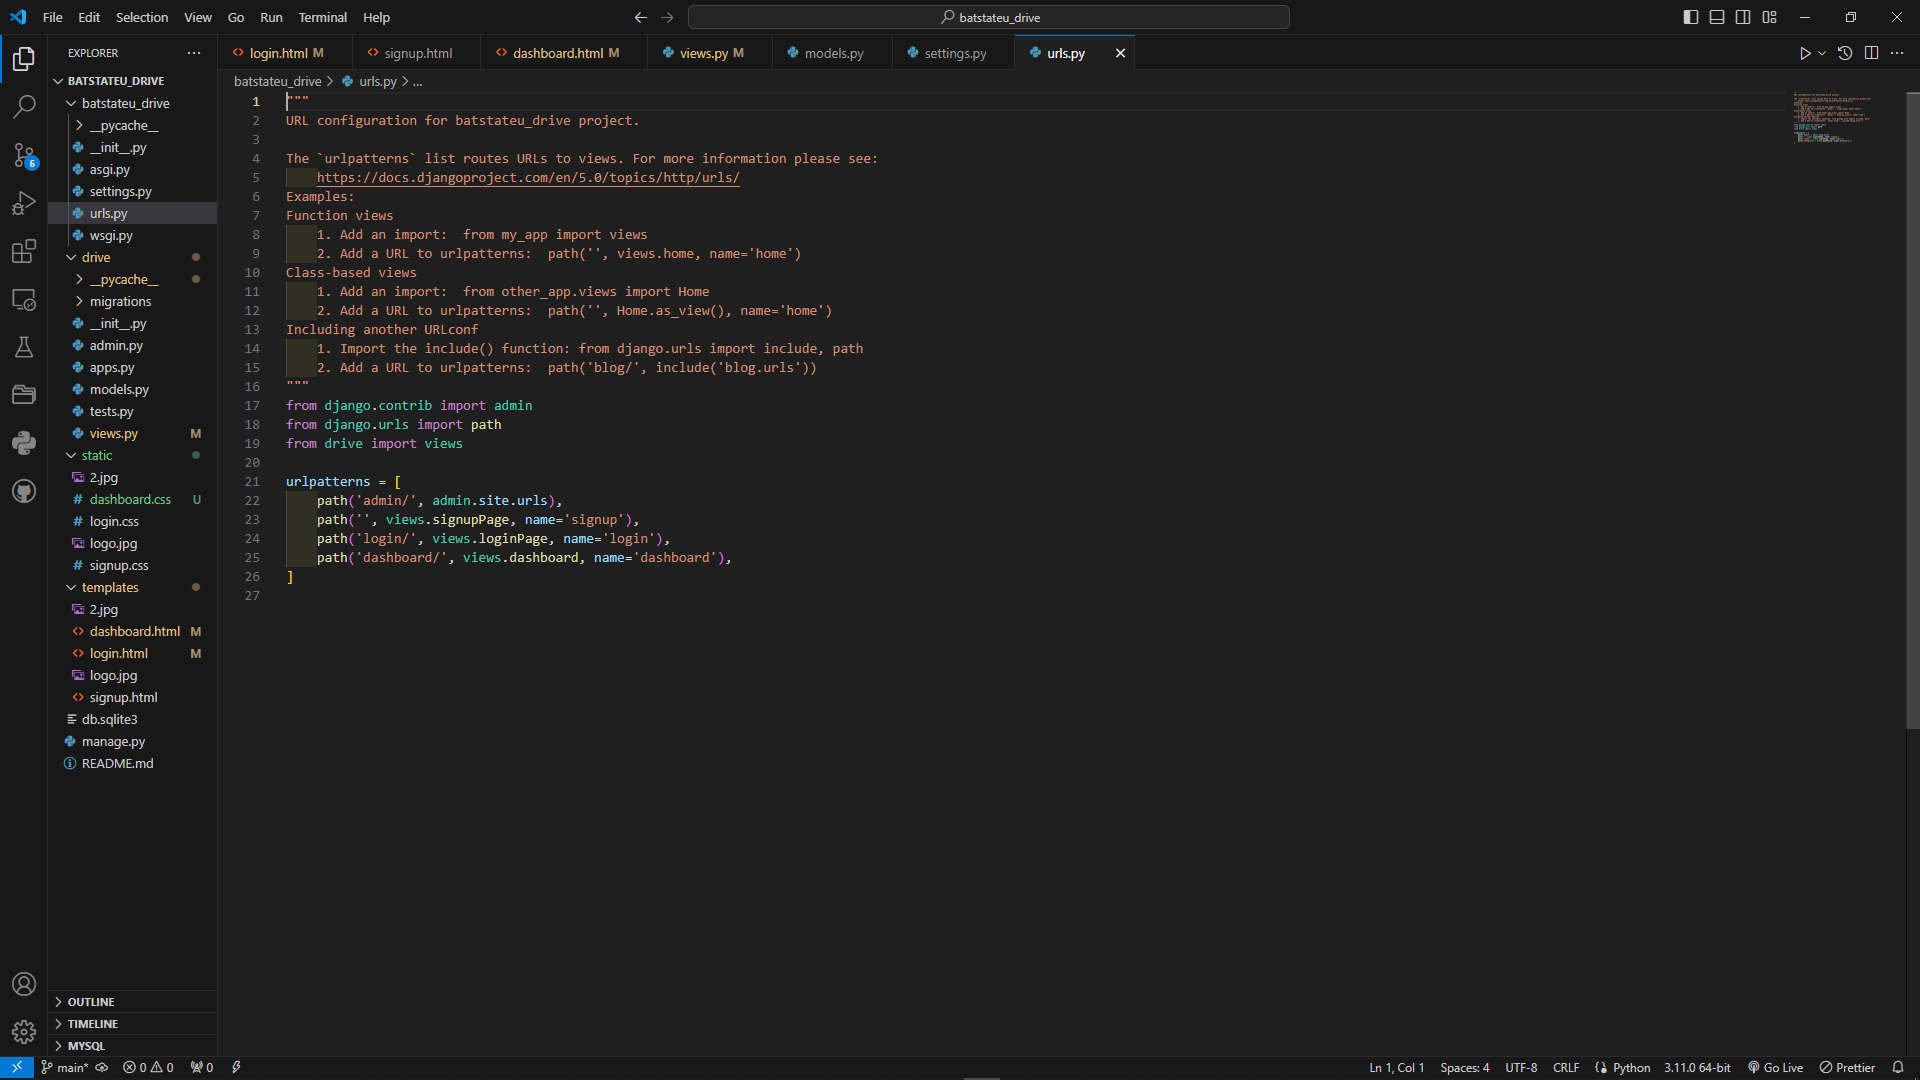 File Edit Selection View Go Run Terminal Help
batstateu_drive
EXPLORER
BATSTATEU_DRIVE
batstateu_drive
__pycache__
__init__.py
asgi.py
settings.py
urls.py
wsgi.py
drive
__pycache__
migrations
__init__.py
admin.py
apps.py
models.py
tests.py
views.py M
static
2.jpg
dashboard.css U
login.css
logo.jpg
signup.css
templates
2.jpg
dashboard.html M
login.html M
logo.jpg
signup.html
db.sqlite3
manage.py
README.md
OUTLINE
TIMELINE
MYSQL
6
login.html M signup.html dashboard.html M views.py M models.py settings.py urls.py
batstateu_drive > urls.py > ...
1 """
2 URL configuration for batstateu_drive project.
3
4 The `urlpatterns` list routes URLs to views. For more information please see:
5 https://docs.djangoproject.com/en/5.0/topics/http/urls/
6 Examples:
7 Function views
8 1. Add an import:  from my_app import views
9 2. Add a URL to urlpatterns:  path('', views.home, name='home')
10 Class-based views
11 1. Add an import:  from other_app.views import Home
12 2. Add a URL to urlpatterns:  path('', Home.as_view(), name='home')
13 Including another URLconf
14 1. Import the include() function: from django.urls import include, path
15 2. Add a URL to urlpatterns:  path('blog/', include('blog.urls'))
16 """
17 from django.contrib import admin
18 from django.urls import path
19 from drive import views
20
21 urlpatterns = [
22 path('admin/', admin.site.urls),
23 path('', views.signupPage, name='signup'),
24 path('login/', views.loginPage, name='login'),
25 path('dashboard/', views.dashboard, name='dashboard'),
26 ]
27
main* 0 0 0 Ln 1, Col 1 Spaces: 4 UTF-8 CRLF Python 3.11.0 64-bit Go Live Prettier